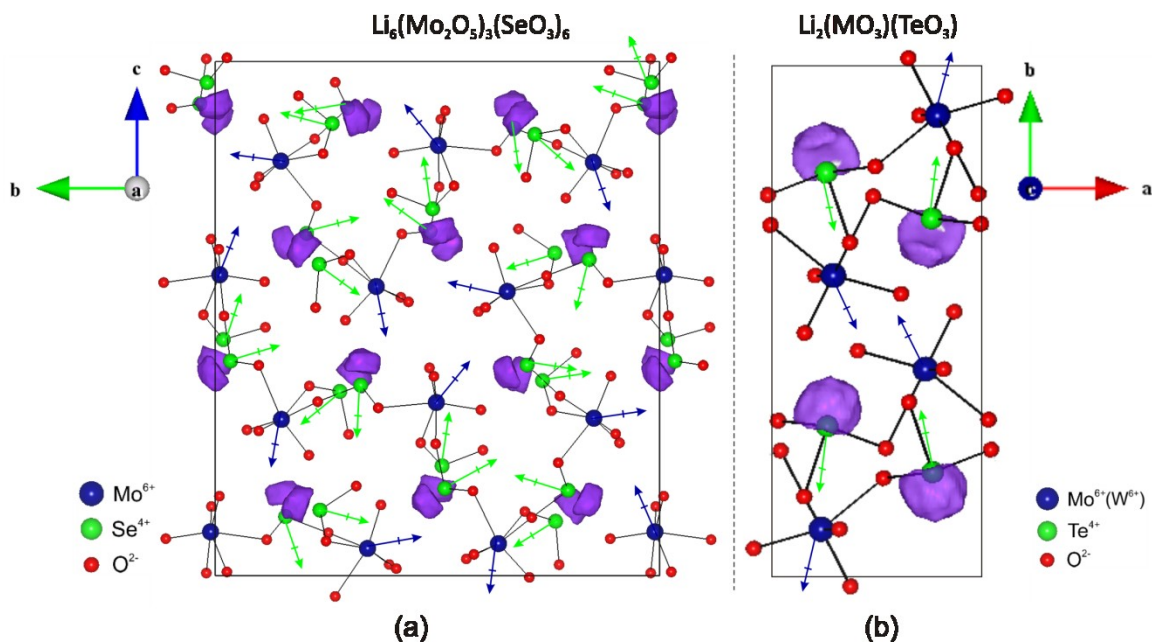 Li₆(Mo₂O₅)₃(SeO₃)₆
Li₂(MO₃)(TeO₃)
c
b
a
b
c
a
Mo⁶⁺
Se⁴⁺
O²⁻
Mo⁶⁺(W⁶⁺)
Te⁴⁺
O²⁻
(a)
(b)